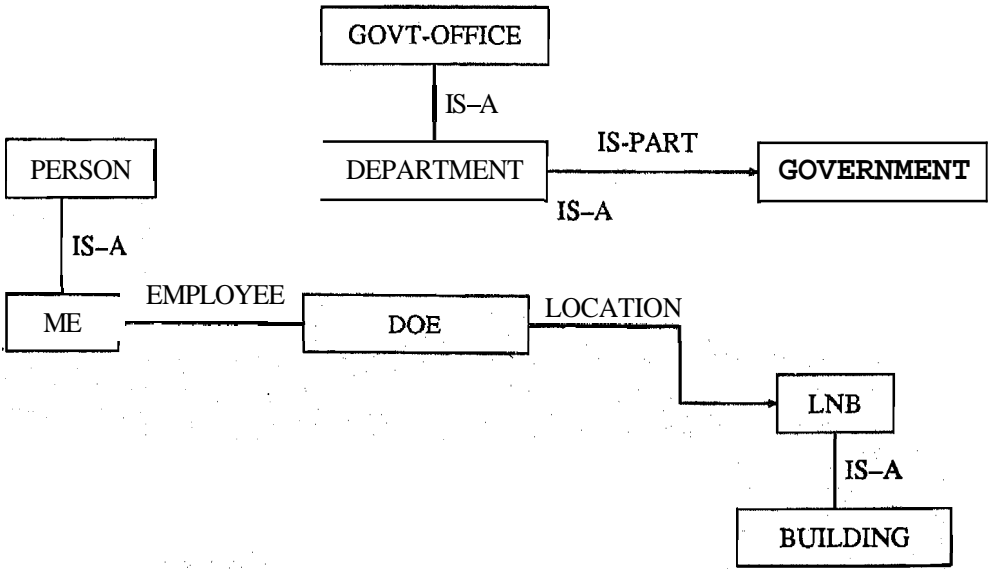 GOVT-OFFICE
IS-A
PERSON
DEPARTMENT
IS-PART
GOVERNMENT
IS-A
IS-A
ME
EMPLOYEE
DOE
LOCATION
LNB
IS-A
BUILDING